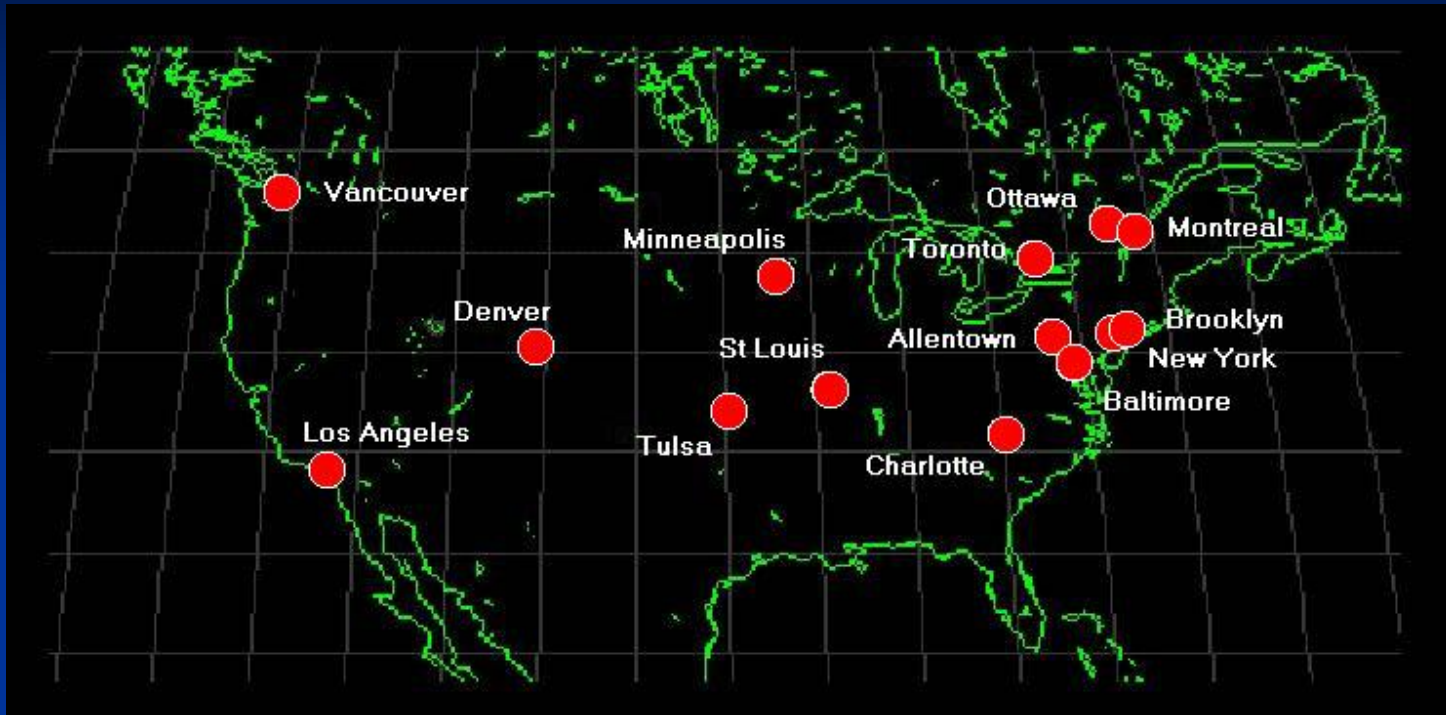 Vancouver
Ottawa
Montreal
Minneapolis
Toronto
Denver
Brooklyn
Allentown
St Louis
New York
Baltimore
Los Angeles
Tulsa
Charlotte